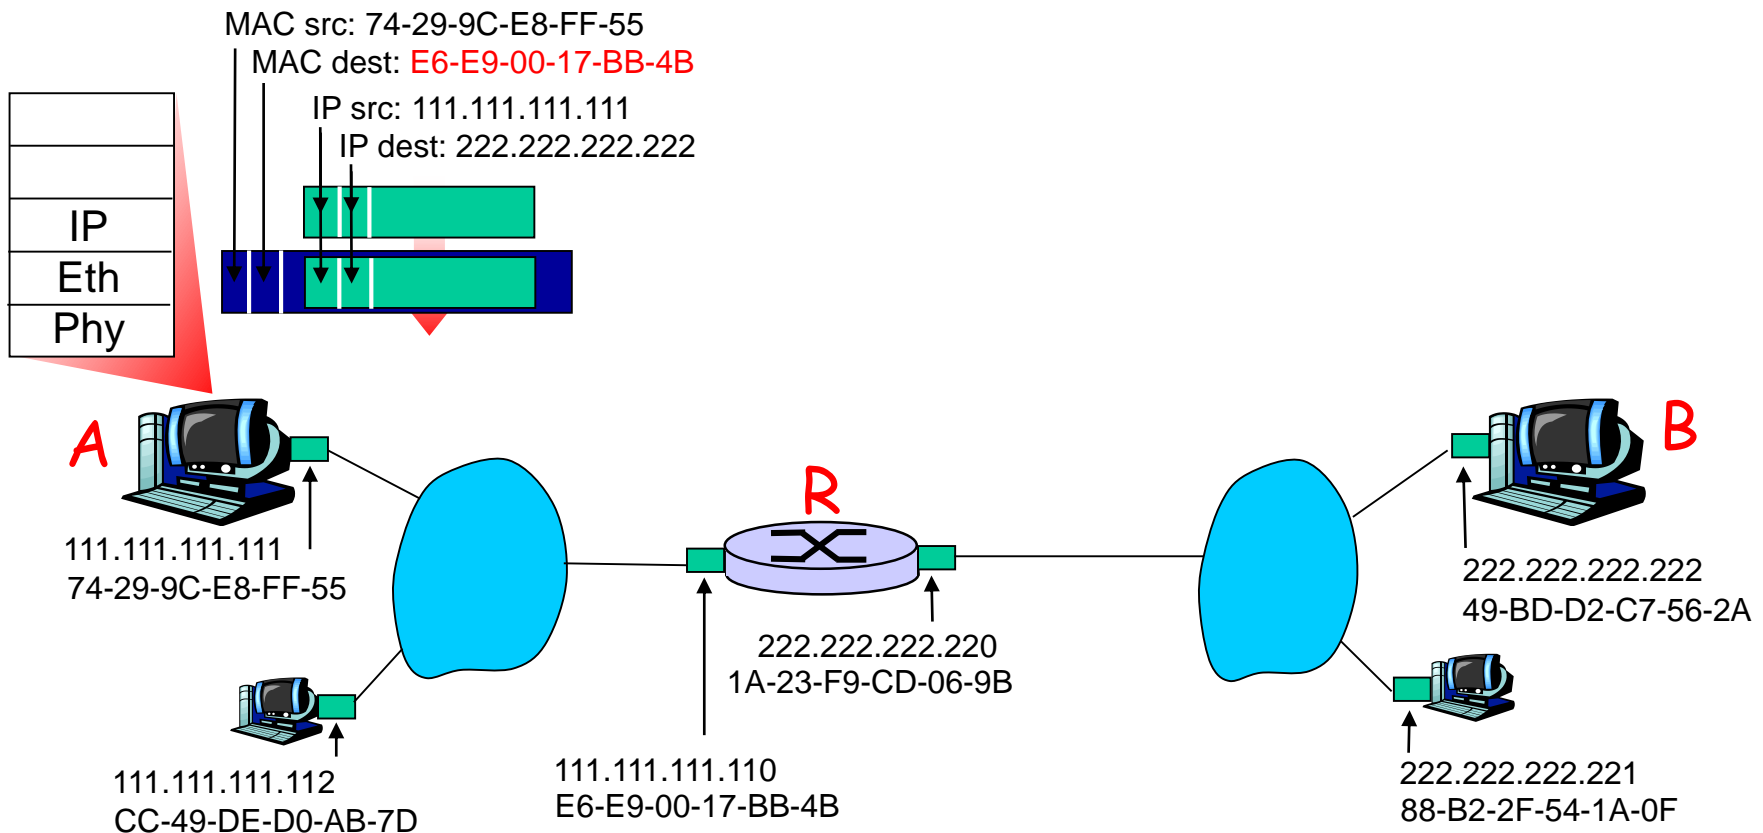 MAC src: 74-29-9C-E8-FF-55
MAC dest: E6-E9-00-17-BB-4B
IP src: 111.111.111.111
IP dest: 222.222.222.222
IP
Eth
Phy
A
B
R
111.111.111.111
74-29-9C-E8-FF-55
222.222.222.222
49-BD-D2-C7-56-2A
222.222.222.220
1A-23-F9-CD-06-9B
111.111.111.112
CC-49-DE-D0-AB-7D
111.111.111.110
E6-E9-00-17-BB-4B
222.222.222.221
88-B2-2F-54-1A-0F